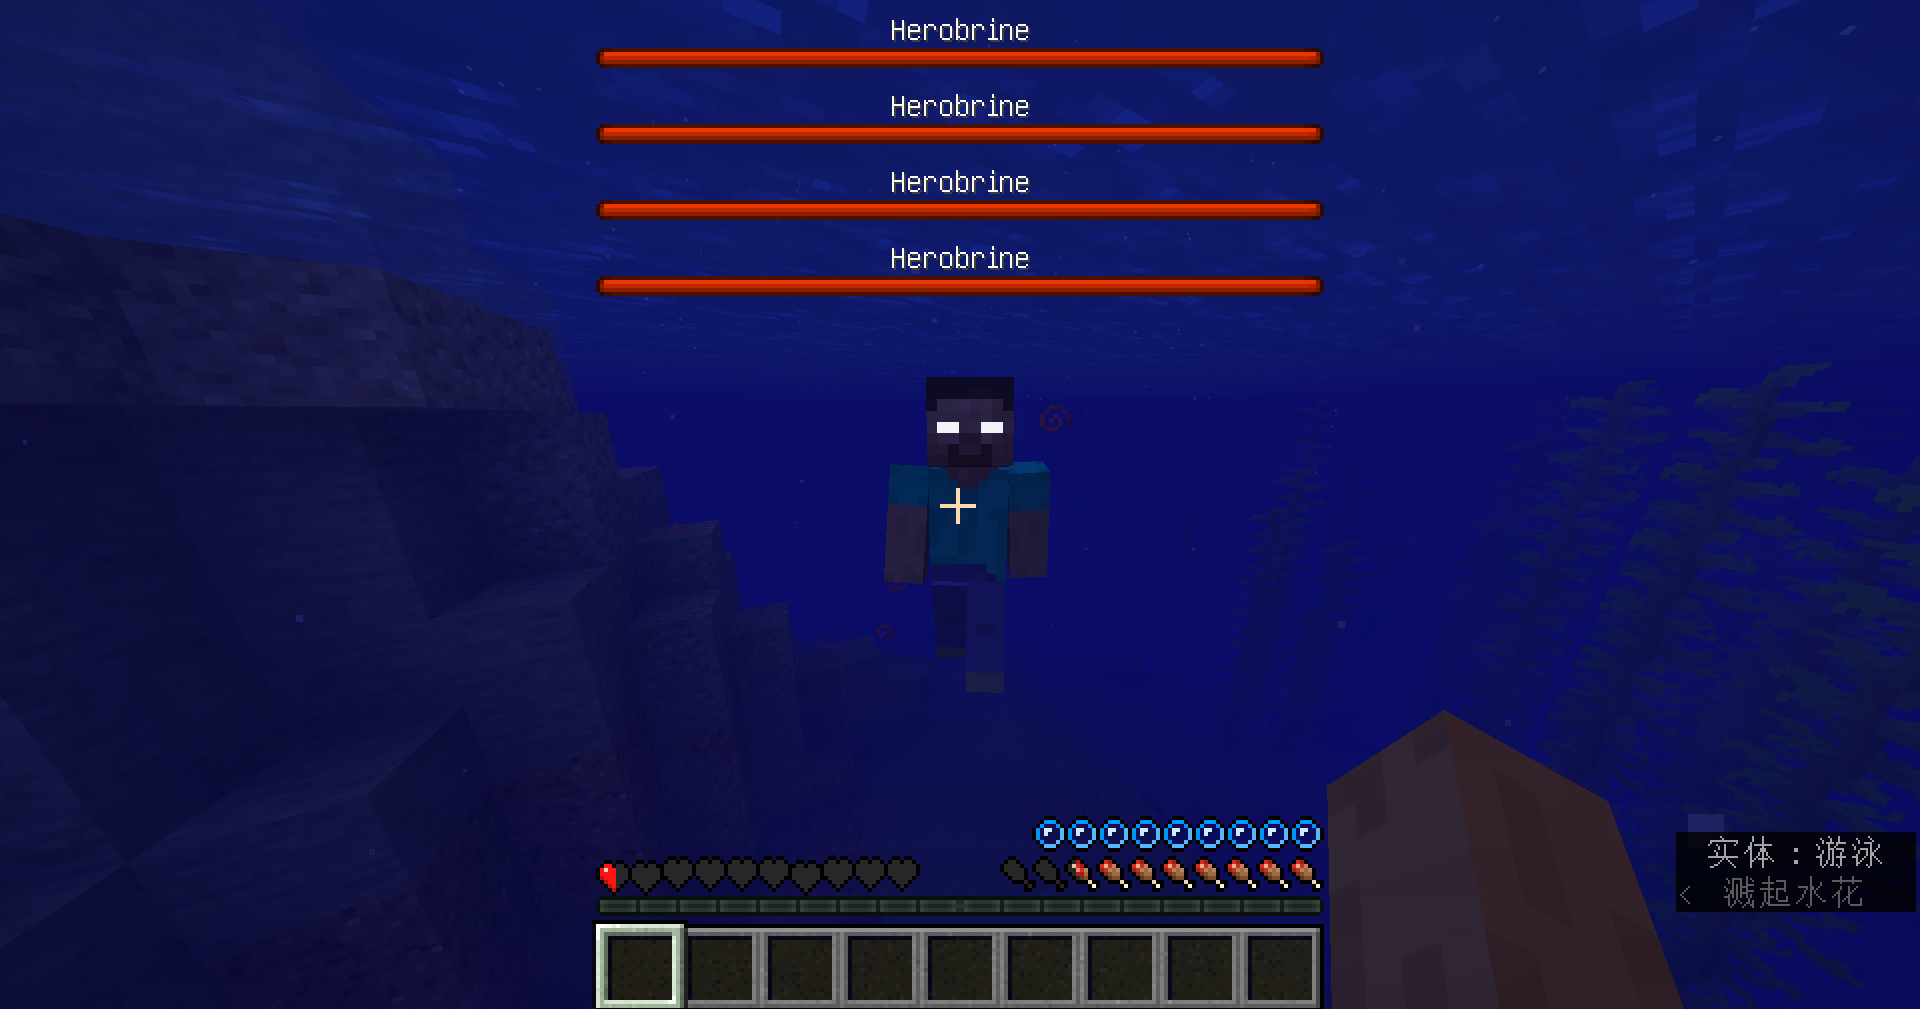 Herobrine
Herobrine
Herobrine
Herobrine
实体：游泳
< 溅起水花